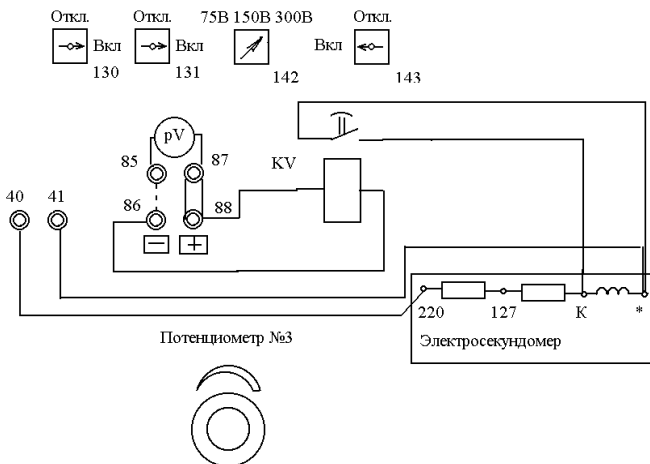 Откл. Откл. 75В 150В 300В Откл.
Вкл Вкл Вкл
130 131 142 143
pV
85 87
KV
40 41 86 88
− +
220 127 К *
Потенциометр №3 Электросекундомер